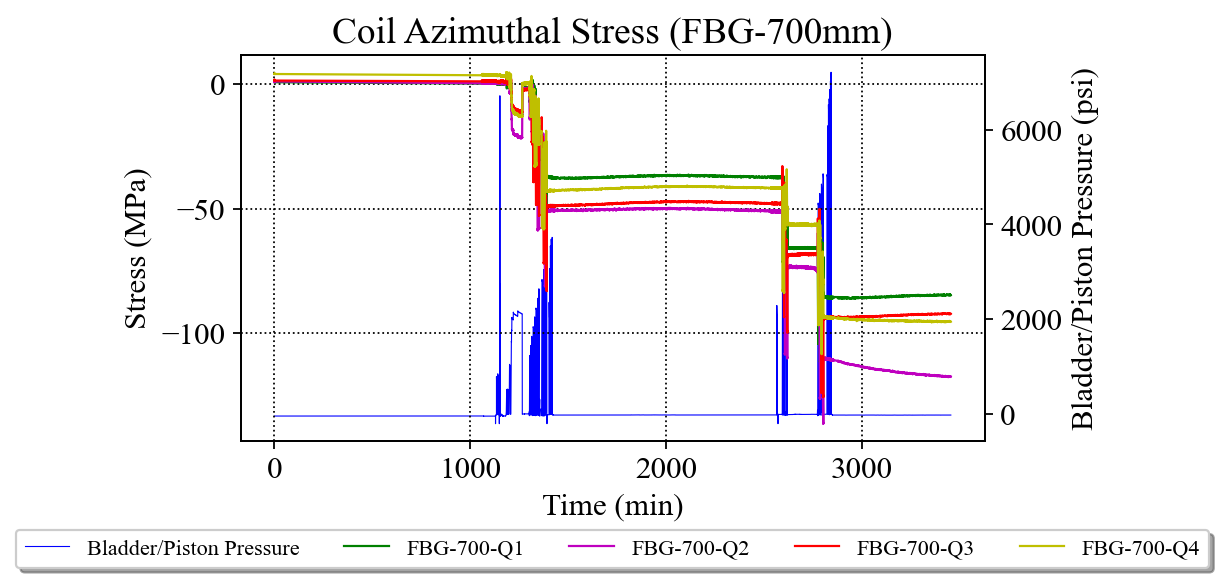 Coil Azimuthal Stress (FBG-700mm)
Stress (MPa)
0
−50
−100
Bladder/Piston Pressure (psi)
6000
4000
2000
0
0 1000 2000 3000
Time (min)
Bladder/Piston Pressure FBG-700-Q1 FBG-700-Q2 FBG-700-Q3 FBG-700-Q4